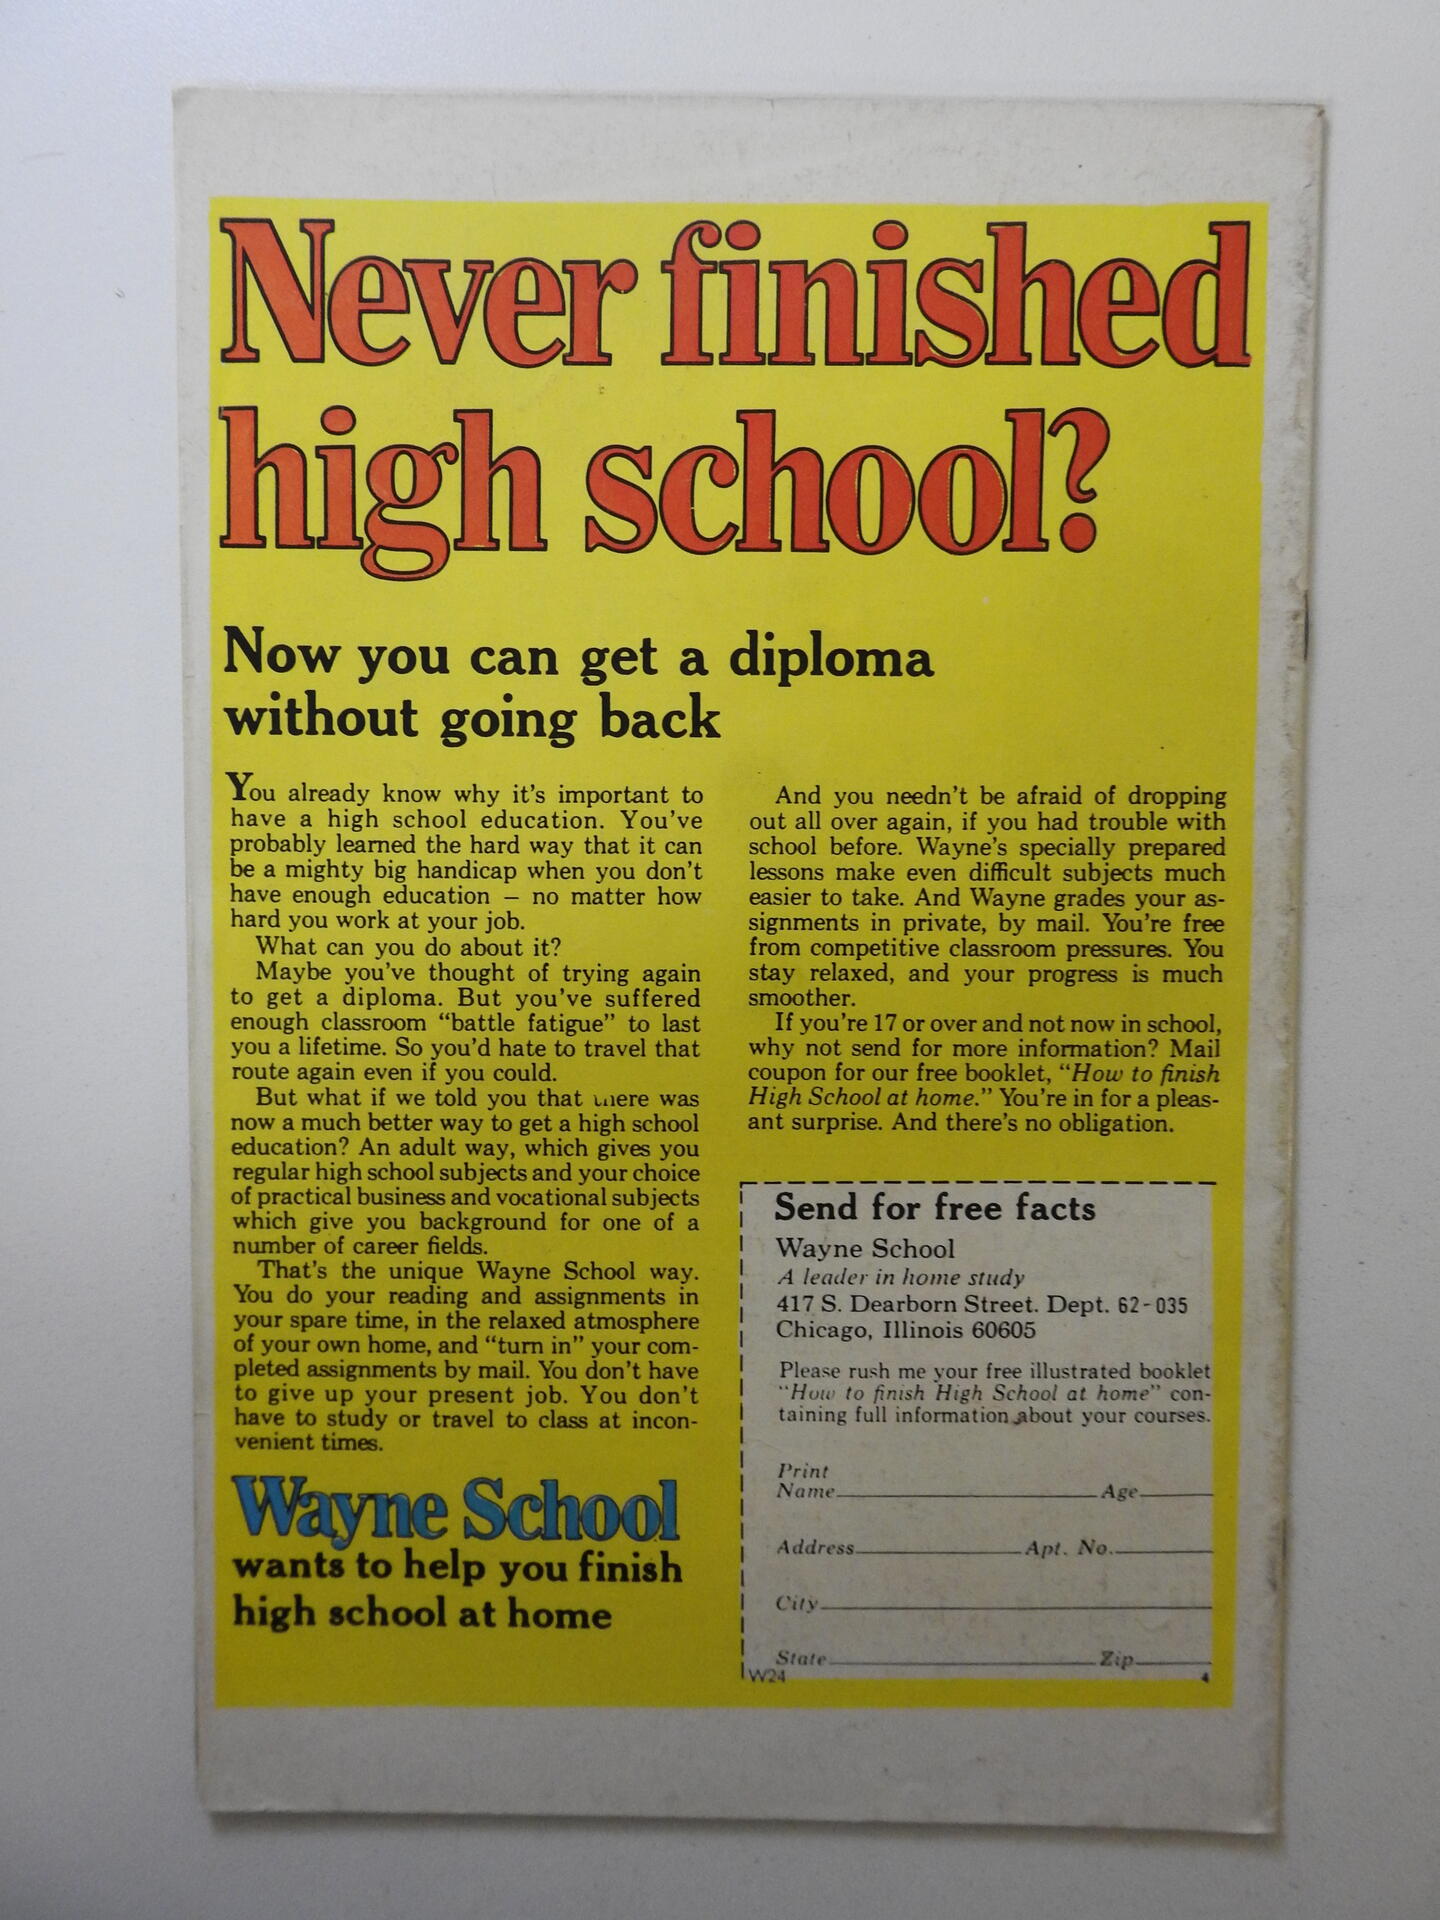 Never finished
high school?
Now you can get a diploma
without going back
You already know why it's important to
have a high school education. You've
probably learned the hard way that it can
be a mighty big handicap when you don't
have enough education – no matter how
hard you work at your job.
What can you do about it?
Maybe you've thought of trying again
to get a diploma. But you've suffered
enough classroom “battle fatigue” to last
you a lifetime. So you'd hate to travel that
route again even if you could.
But what if we told you that there was
now a much better way to get a high school
education? An adult way, which gives you
regular high school subjects and your choice
of practical business and vocational subjects
which give you background for one of a
number of career fields.
That's the unique Wayne School way.
You do your reading and assignments in
your spare time, in the relaxed atmosphere
of your own home, and “turn in” your com-
pleted assignments by mail. You don't have
to give up your present job. You don't
have to study or travel to class at incon-
venient times.
Wayne School
wants to help you finish
high school at home
And you needn't be afraid of dropping
out all over again, if you had trouble with
school before. Wayne's specially prepared
lessons make even difficult subjects much
easier to take. And Wayne grades your as-
signments in private, by mail. You're free
from competitive classroom pressures. You
stay relaxed, and your progress is much
smoother.
If you're 17 or over and not now in school,
why not send for more information? Mail
coupon for our free booklet, “How to finish
High School at home.” You're in for a pleas-
ant surprise. And there's no obligation.
Send for free facts
Wayne School
A leader in home study
417 S. Dearborn Street. Dept. 62-035
Chicago, Illinois 60605
Please rush me your free illustrated booklet
“How to finish High School at home” con-
taining full information about your courses.
Print
Name Age
Address Apt. No.
City
State Zip
W24 4